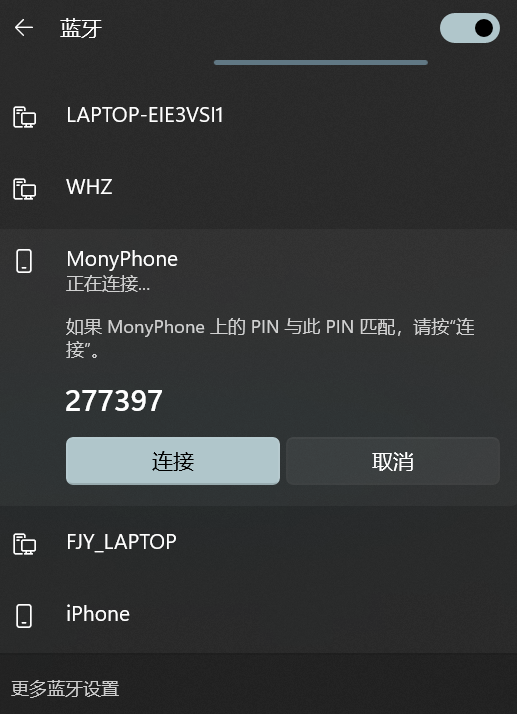 蓝牙
LAPTOP-EIE3VSI1
WHZ
MonyPhone
正在连接...
如果 MonyPhone 上的 PIN 与此 PIN 匹配，请按“连
接”。
277397
连接 取消
FJY_LAPTOP
iPhone
更多蓝牙设置